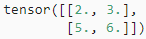 tensor([[2., 3.],
        [5., 6.]])